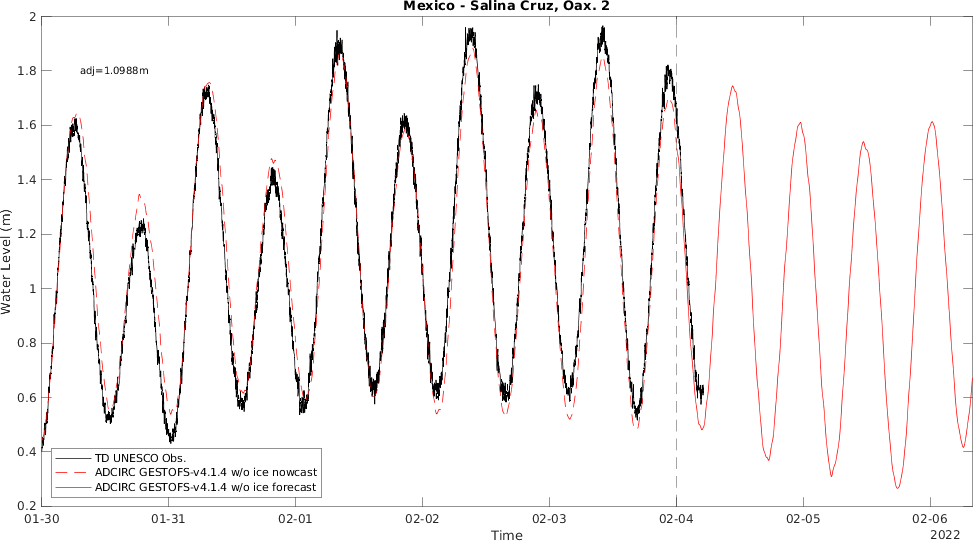 Mexico - Salina Cruz, Oax. 2
adj=1.0988m
Water Level (m)
2
1.8
1.6
1.4
1.2
1
0.8
0.6
0.4
0.2
TD UNESCO Obs.
ADCIRC GESTOFS-v4.1.4 w/o ice nowcast
ADCIRC GESTOFS-v4.1.4 w/o ice forecast
01-30 01-31 02-01 02-02 02-03 02-04 02-05 02-06
Time
2022